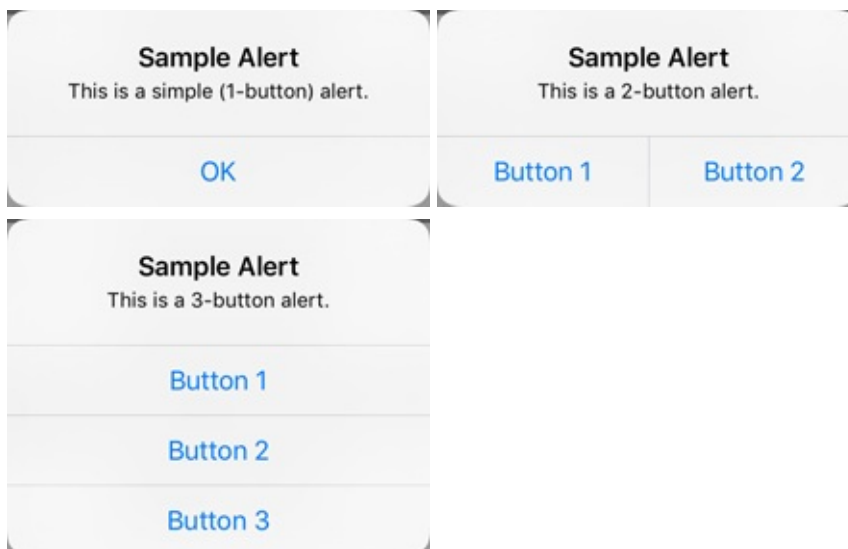 Sample Alert
This is a simple (1-button) alert.
OK
Sample Alert
This is a 2-button alert.
Button 1
Button 2
Sample Alert
This is a 3-button alert.
Button 1
Button 2
Button 3